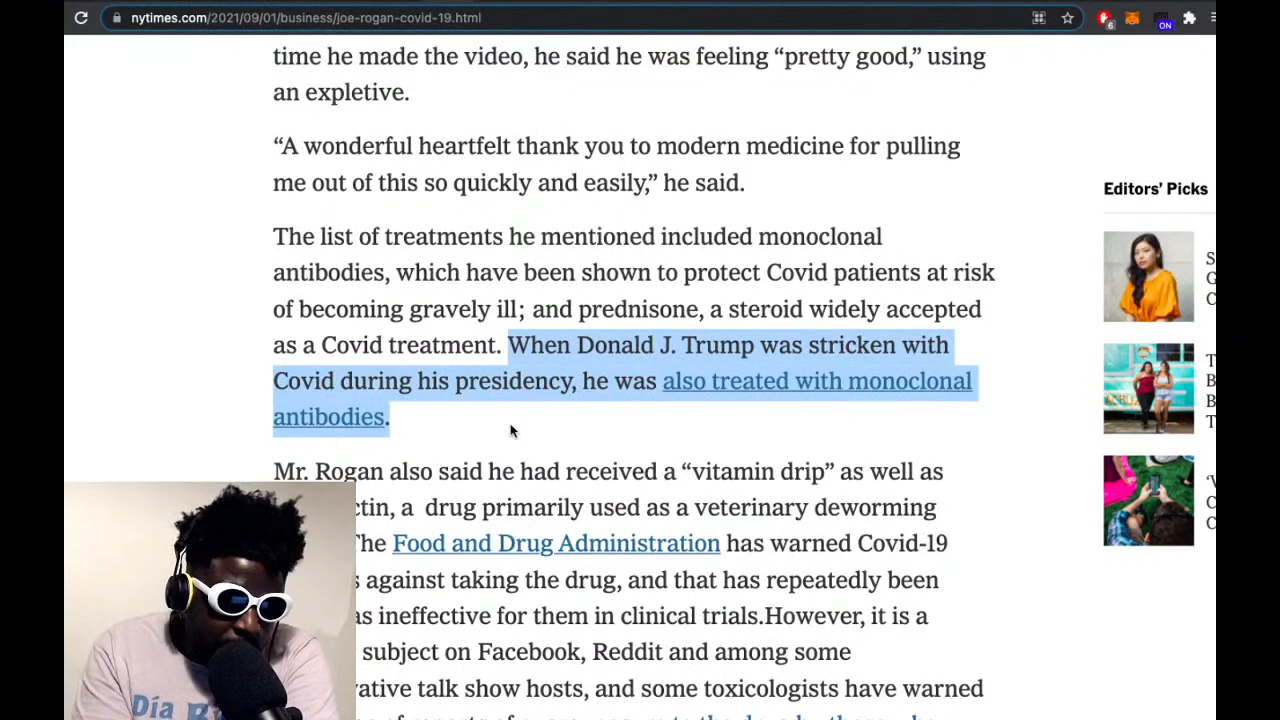 nytimes.com/2021/09/01/business/joe-rogan-covid-19.html
6
ON
time he made the video, he said he was feeling “pretty good,” using
an expletive.
“A wonderful heartfelt thank you to modern medicine for pulling
me out of this so quickly and easily,” he said.
Editors’ Picks
The list of treatments he mentioned included monoclonal
antibodies, which have been shown to protect Covid patients at risk
of becoming gravely ill; and prednisone, a steroid widely accepted
as a Covid treatment. When Donald J. Trump was stricken with
Covid during his presidency, he was also treated with monoclonal
antibodies.
Mr. Rogan also said he had received a “vitamin drip” as well as
a drug primarily used as a veterinary deworming
The Food and Drug Administration has warned Covid-19
against taking the drug, and that has repeatedly been
as ineffective for them in clinical trials.However, it is a
subject on Facebook, Reddit and among some
talk show hosts, and some toxicologists have warned
Día